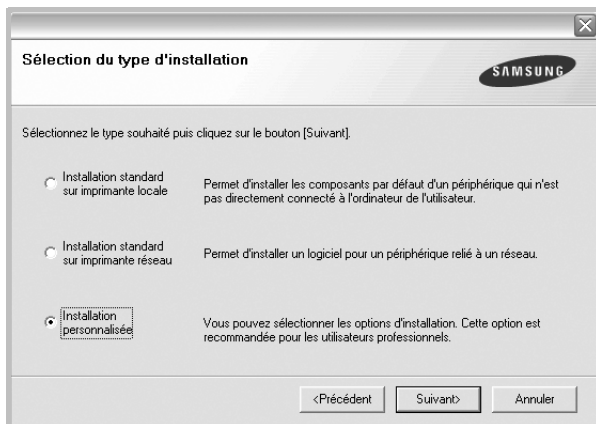 Sélection du type d'installation
SAMSUNG
Sélectionnez le type souhaité puis cliquez sur le bouton [Suivant].
Installation standard
sur imprimante locale
Permet d'installer les composants par défaut d'un périphérique qui n'est
pas directement connecté à l'ordinateur de l'utilisateur.
Installation standard
sur imprimante réseau
Permet d'installer un logiciel pour un périphérique relié à un réseau.
Installation
personnalisée
Vous pouvez sélectionner les options d'installation. Cette option est
recommandée pour les utilisateurs professionnels.
<Précédent
Suivant>
Annuler